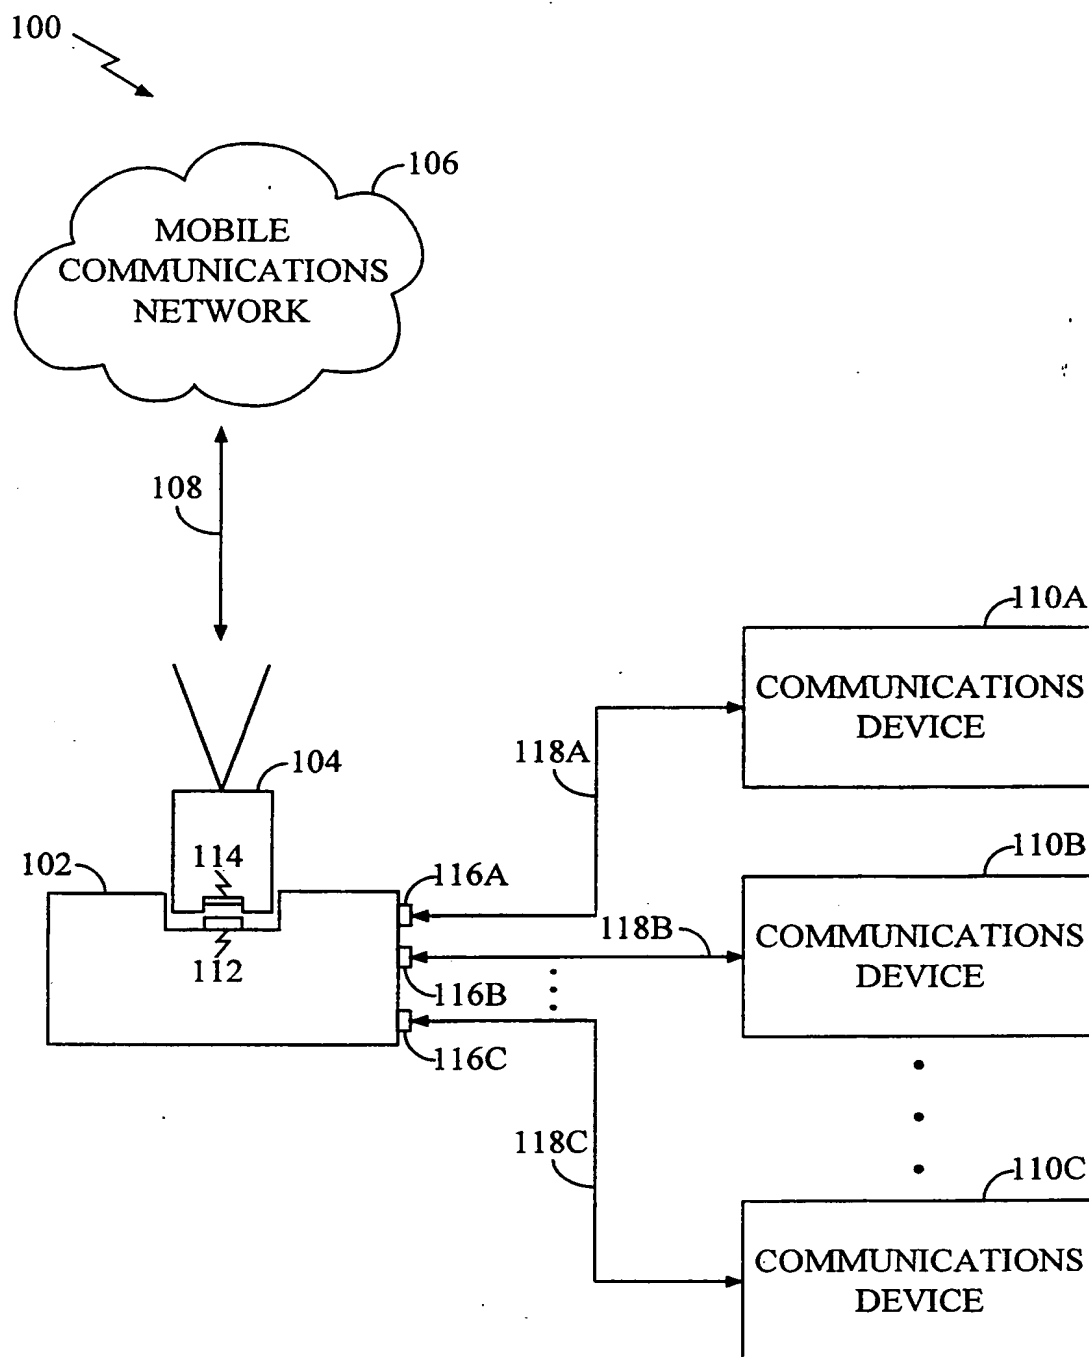 100
106
MOBILE
COMMUNICATIONS
NETWORK
108
110A
COMMUNICATIONS
DEVICE
118A
104
102
114
116A
110B
118B
COMMUNICATIONS
DEVICE
112
116B
116C
118C
110C
COMMUNICATIONS
DEVICE